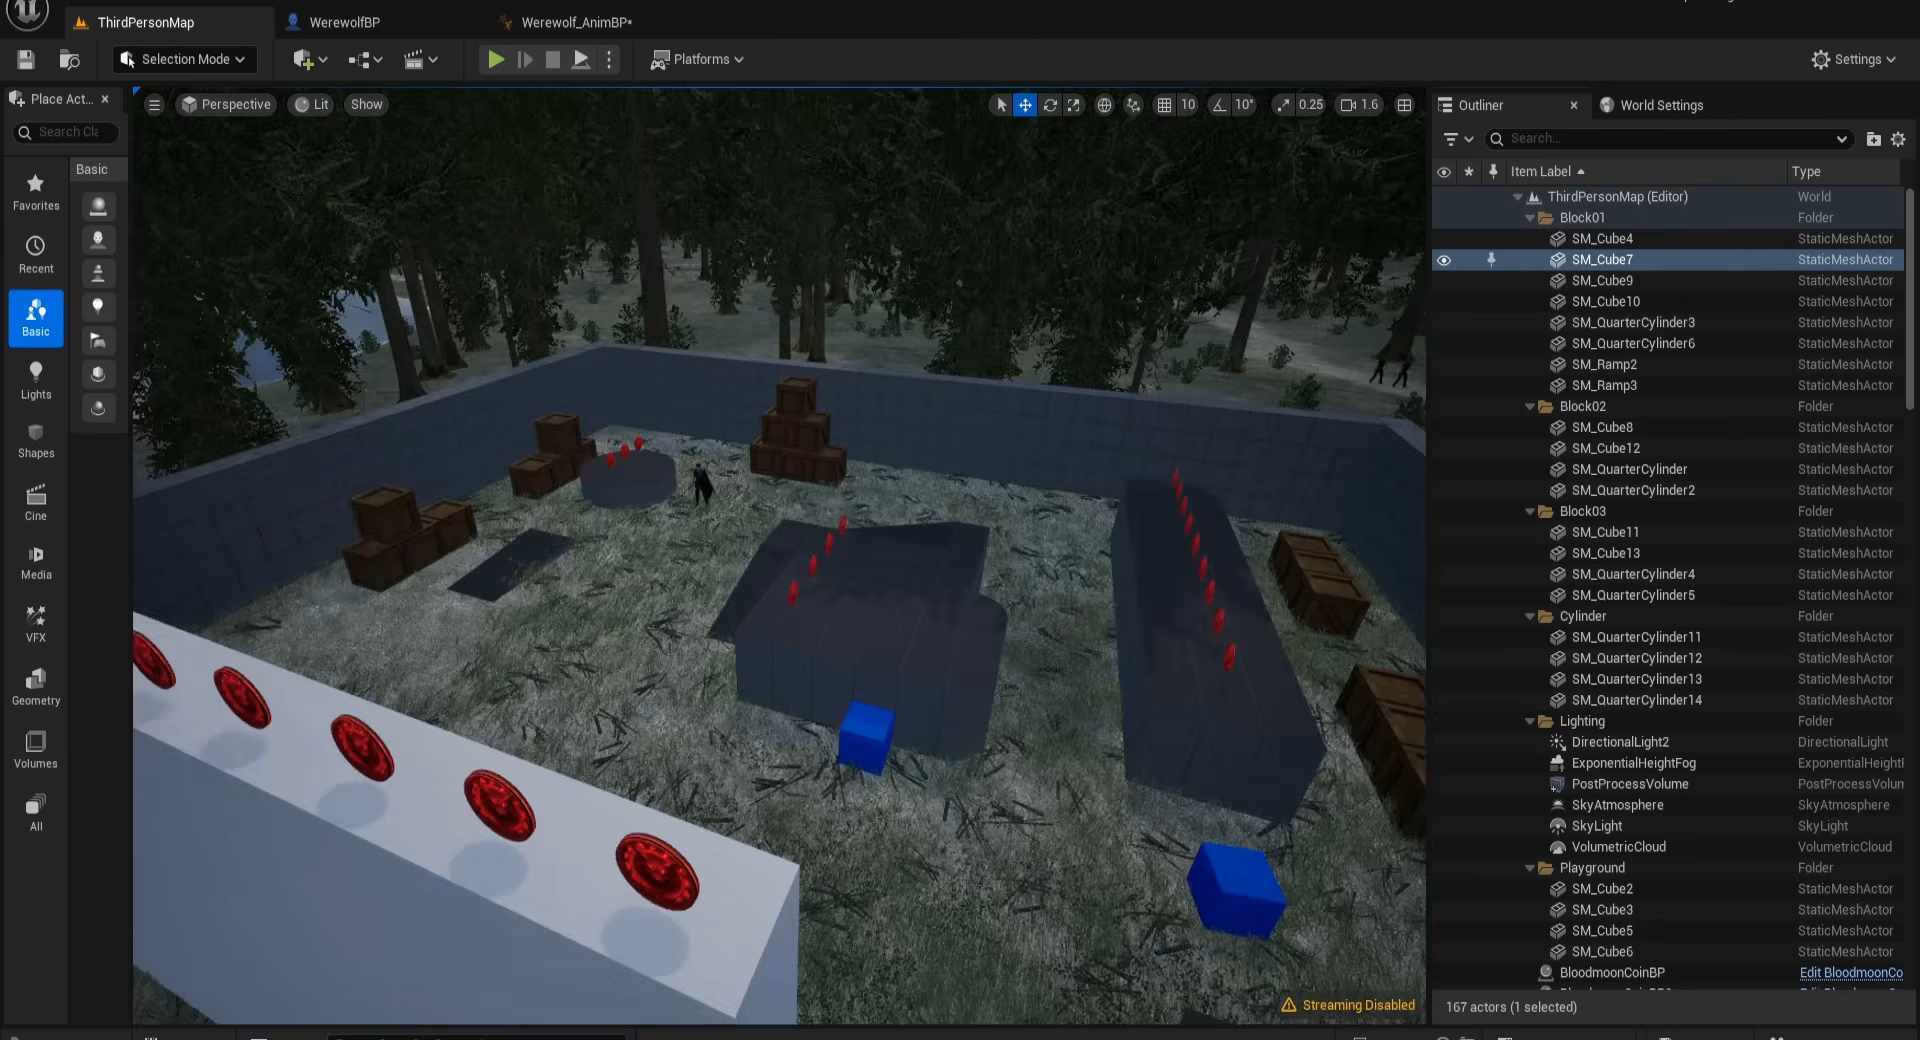 ThirdPersonMap
WerewolfBP
Werewolf_AnimBP*
Selection Mode
Platforms
Settings
Place Act...
Perspective
Lit
Show
10
10°
0.25
1.6
Outliner
World Settings
Search Cla
Search...
Basic
Item Label
Type
Favorites
Recent
Basic
Lights
Shapes
Cine
Media
VFX
Geometry
Volumes
All
ThirdPersonMap (Editor) World
Block01 Folder
SM_Cube4 StaticMeshActor
SM_Cube7 StaticMeshActor
SM_Cube9 StaticMeshActor
SM_Cube10 StaticMeshActor
SM_QuarterCylinder3 StaticMeshActor
SM_QuarterCylinder6 StaticMeshActor
SM_Ramp2 StaticMeshActor
SM_Ramp3 StaticMeshActor
Block02 Folder
SM_Cube8 StaticMeshActor
SM_Cube12 StaticMeshActor
SM_QuarterCylinder StaticMeshActor
SM_QuarterCylinder2 StaticMeshActor
Block03 Folder
SM_Cube11 StaticMeshActor
SM_Cube13 StaticMeshActor
SM_QuarterCylinder4 StaticMeshActor
SM_QuarterCylinder5 StaticMeshActor
Cylinder Folder
SM_QuarterCylinder11 StaticMeshActor
SM_QuarterCylinder12 StaticMeshActor
SM_QuarterCylinder13 StaticMeshActor
SM_QuarterCylinder14 StaticMeshActor
Lighting Folder
DirectionalLight2 DirectionalLight
ExponentialHeightFog ExponentialHeightF
PostProcessVolume PostProcessVolun
SkyAtmosphere SkyAtmosphere
SkyLight SkyLight
VolumetricCloud VolumetricCloud
Playground Folder
SM_Cube2 StaticMeshActor
SM_Cube3 StaticMeshActor
SM_Cube5 StaticMeshActor
SM_Cube6 StaticMeshActor
BloodmoonCoinBP Edit BloodmoonCo
Streaming Disabled
167 actors (1 selected)